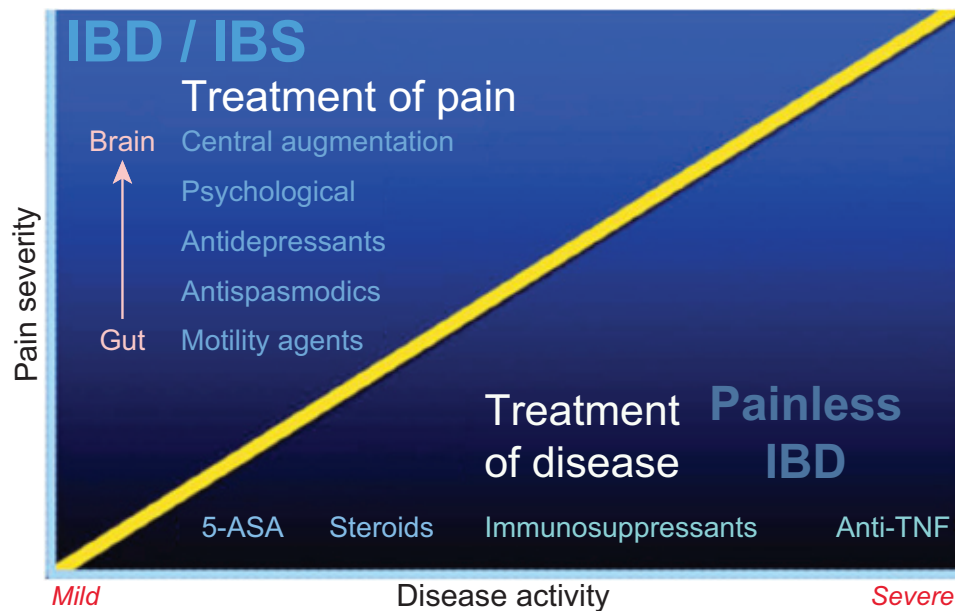 IBD / IBS
Treatment of pain
Brain
Central augmentation
Psychological
Antidepressants
Antispasmodics
Gut
Motility agents
Pain severity
Treatment
of disease
Painless
IBD
5-ASA
Steroids
Immunosuppressants
Anti-TNF
Mild
Disease activity
Severe